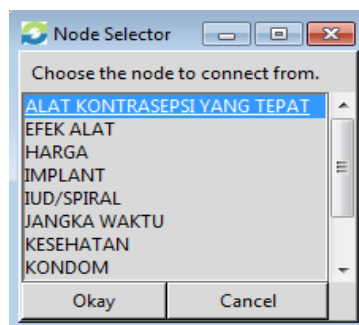 Node Selector
Choose the node to connect from.
ALAT KONTRASEPSI YANG TEPAT
EFEK ALAT
HARGA
IMPLANT
IUD/SPIRAL
JANGKA WAKTU
KESEHATAN
KONDOM
Okay Cancel